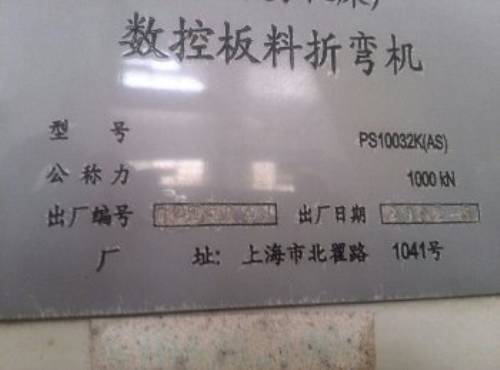 数控板料折弯机
型 号 PS10032K(AS)
公称力 1000 kN
出厂编号 出厂日期
厂 址: 上海市北翟路 1041号